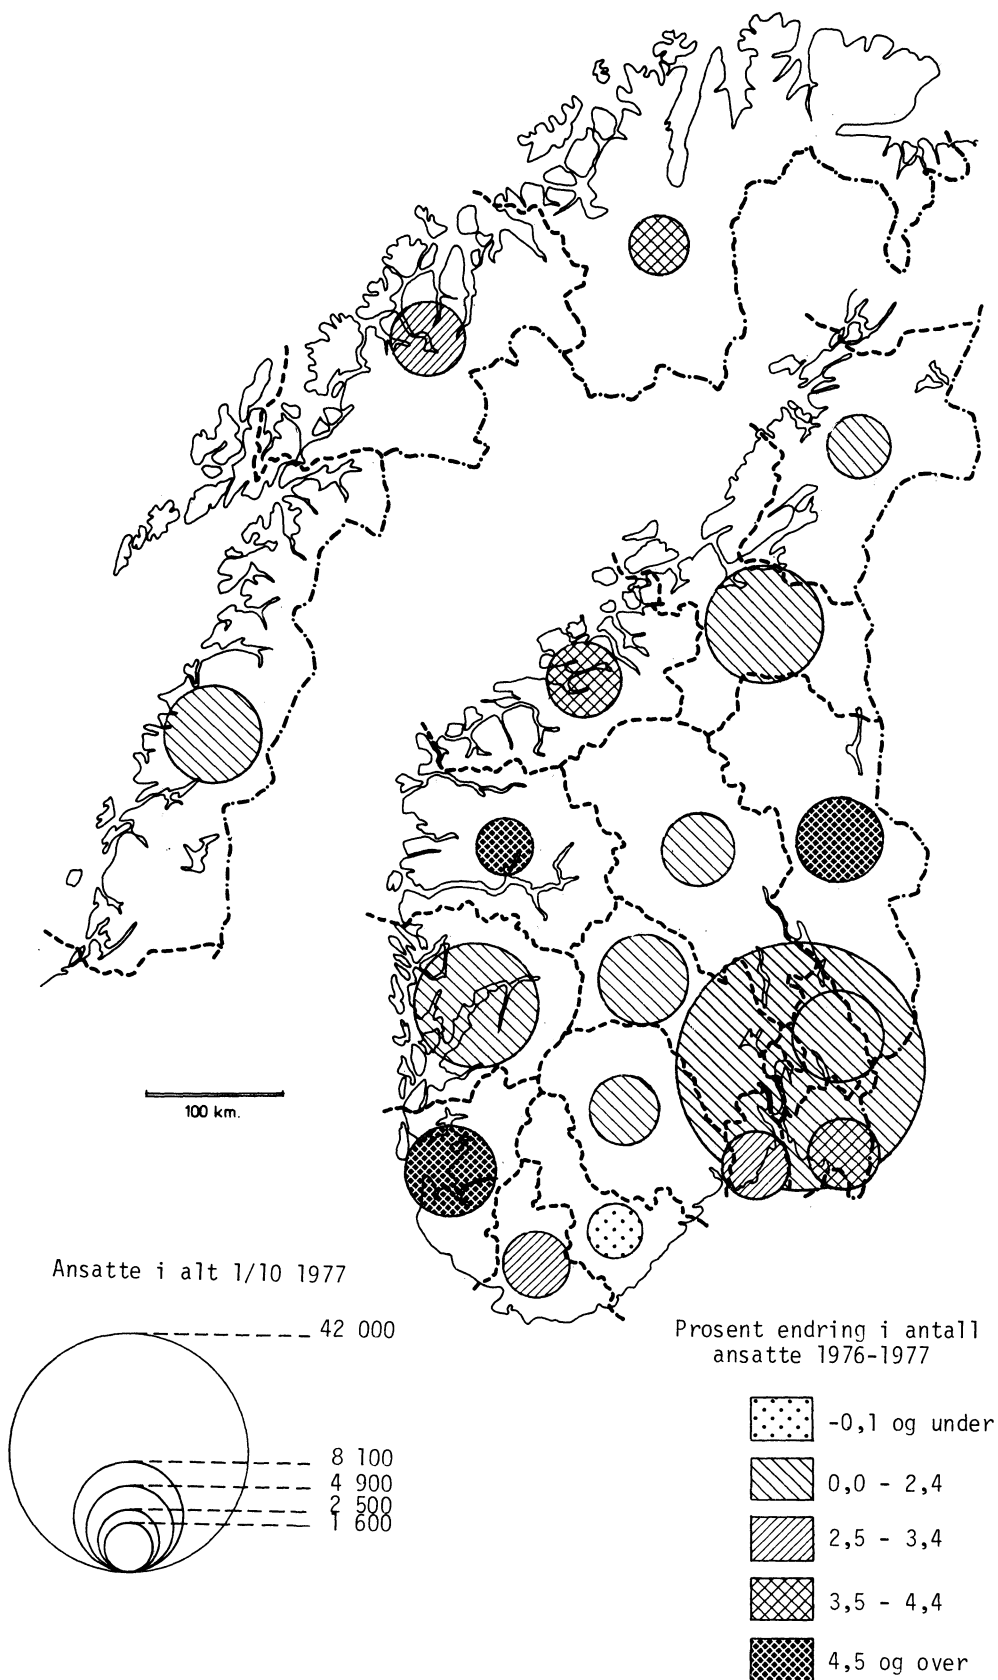 100 km.
Ansatte i alt 1/10 1977
42 000
8 100
4 900
2 500
1 600
Prosent endring i antall
ansatte 1976-1977
-0,1 og under
0,0 - 2,4
2,5 - 3,4
3,5 - 4,4
4,5 og over